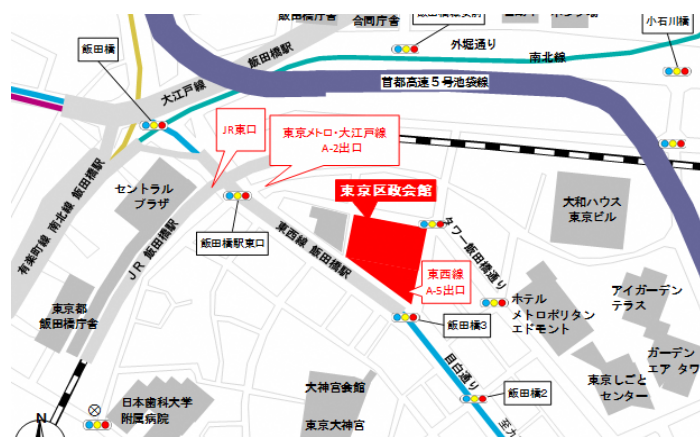 飯田橋庁舎
合同庁舎
飯田橋
飯田橋駅
大江戸線
外堀通り
南北線
小石川橋
首都高速5号池袋線
JR東口
東京メトロ・大江戸線
A-2出口
有楽町線 南北線 飯田橋駅
セントラル
プラザ
JR 飯田橋駅
飯田橋駅東口
東京区政会館
東西線 飯田橋駅
タワー飯田橋通り
大和ハウス
東京ビル
東西線
A-5出口
飯田橋3
ホテル
メトロポリタン
エドモント
アイガーデン
テラス
ガーデン
エア タワ
東京しごと
センター
東京都
飯田橋庁舎
目白通り
飯田橋2
日本歯科大学
附属病院
大神宮会館
東京大神宮
N